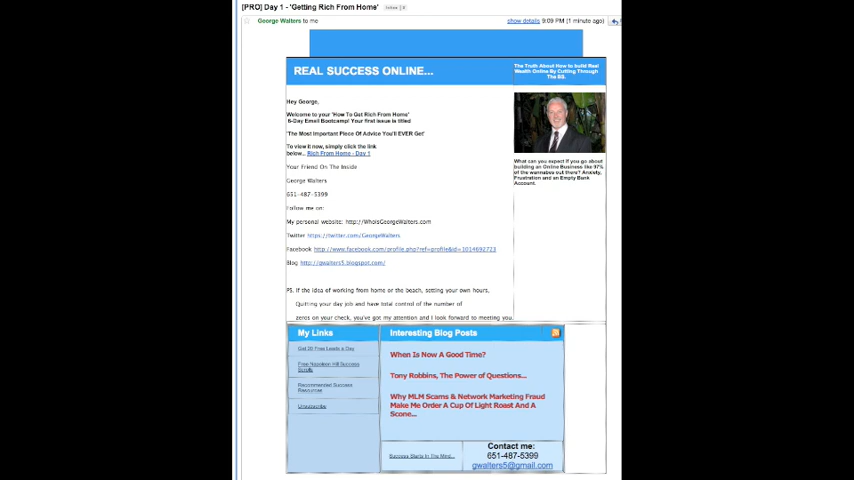 [PRO] Day 1 - 'Getting Rich From Home'
Inbox | X
George Walters to me
show details 9:09 PM (1 minute ago)
REAL SUCCESS ONLINE...
The Truth About How to build Real
Wealth Online By Cutting Through
The BS.
Hey George,
Welcome to your 'How To Get Rich From Home'
6-Day Email Bootcamp! Your first issue is titled
'The Most Important Piece Of Advice You'll EVER Get'
To view it now, simply click the link
below... Rich From Home - Day 1
Your Friend On The Inside
George Walters
651-487-5399
Follow me on:
My personal website: http://WhoIsGeorgeWalters.com
Twitter https://twitter.com/GeorgeWalters
Facebook http://www.facebook.com/profile.php?ref=profile&id=1014692723
Blog http://gwalters5.blogspot.com/
What can you expect if you go about
building an Online Business like 97%
of the wannabes out there? Anxiety,
Frustration and an Empty Bank
Account.
PS. If the idea of working from home or the beach, setting your own hours,
Quitting your day job and have total control of the number of
zeros on your check, you've got my attention and I look forward to meeting you.
My Links
Get 20 Free Leads a Day
Free Napoleon Hill Success
Scrolls
Recommended Success
Resources
Unsubscribe
Interesting Blog Posts
When Is Now A Good Time?
Tony Robbins, The Power of Questions...
Why MLM Scams & Network Marketing Fraud
Make Me Order A Cup Of Light Roast And A
Scone...
Success Starts In The Mind...
Contact me:
651-487-5399
gwalters5@gmail.com